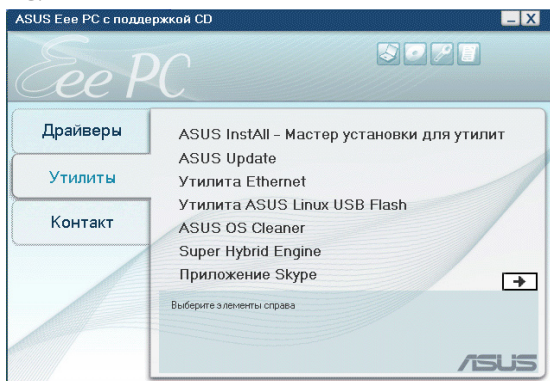 ASUS Eee PC с поддержкой CD
Eee PC
Драйверы
Утилиты
Контакт
ASUS InstAll – Мастер установки для утилит
ASUS Update
Утилита Ethernet
Утилита ASUS Linux USB Flash
ASUS OS Cleaner
Super Hybrid Engine
Приложение Skype
Выберите элементы справа
ASUS